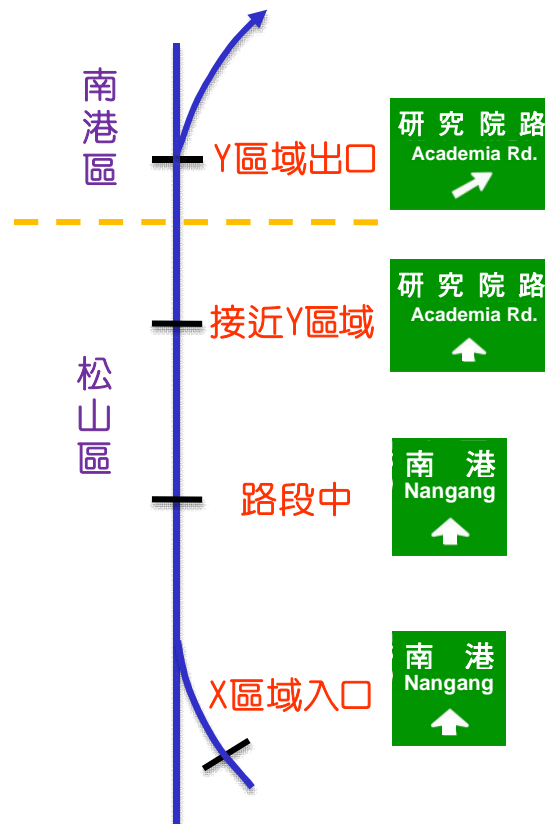 南港區
Y區域出口
研究院路
Academia Rd.
接近Y區域
研究院路
Academia Rd.
松山區
路段中
南港
Nangang
X區域入口
南港
Nangang